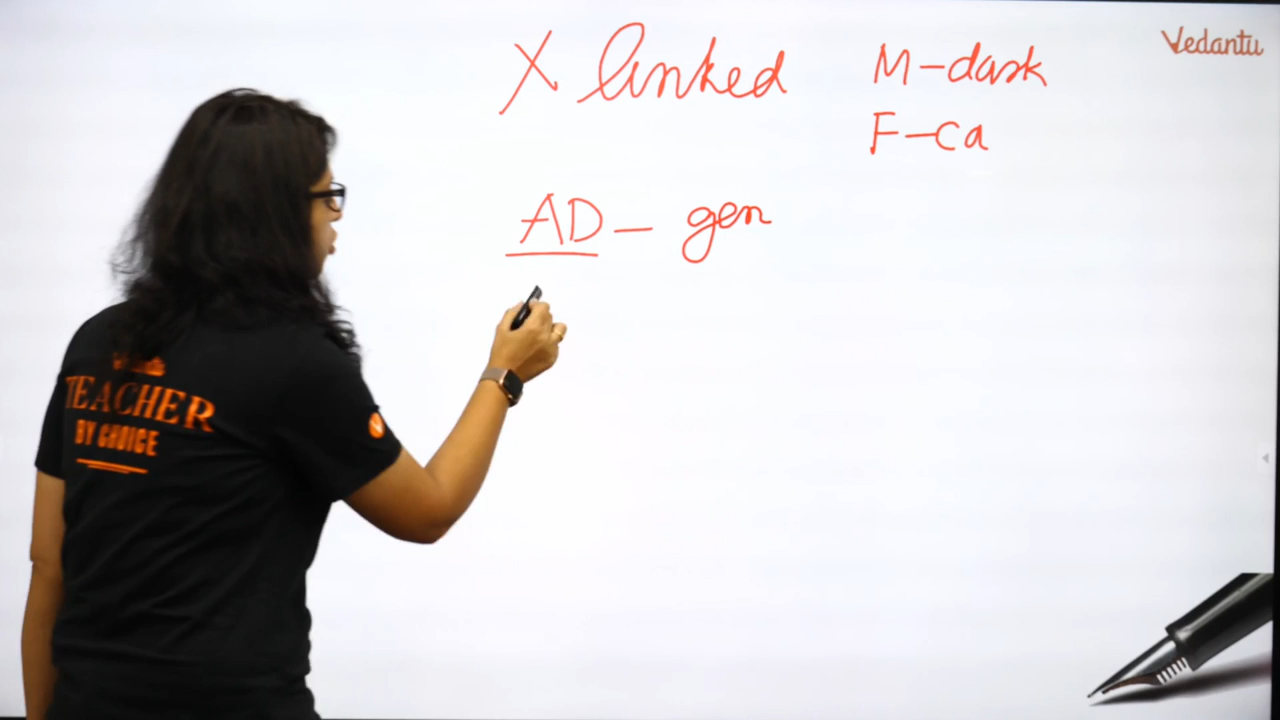 X linked
M-dark
F-ca
AD- gen
Vedantu
TEACHER
BY CHOICE